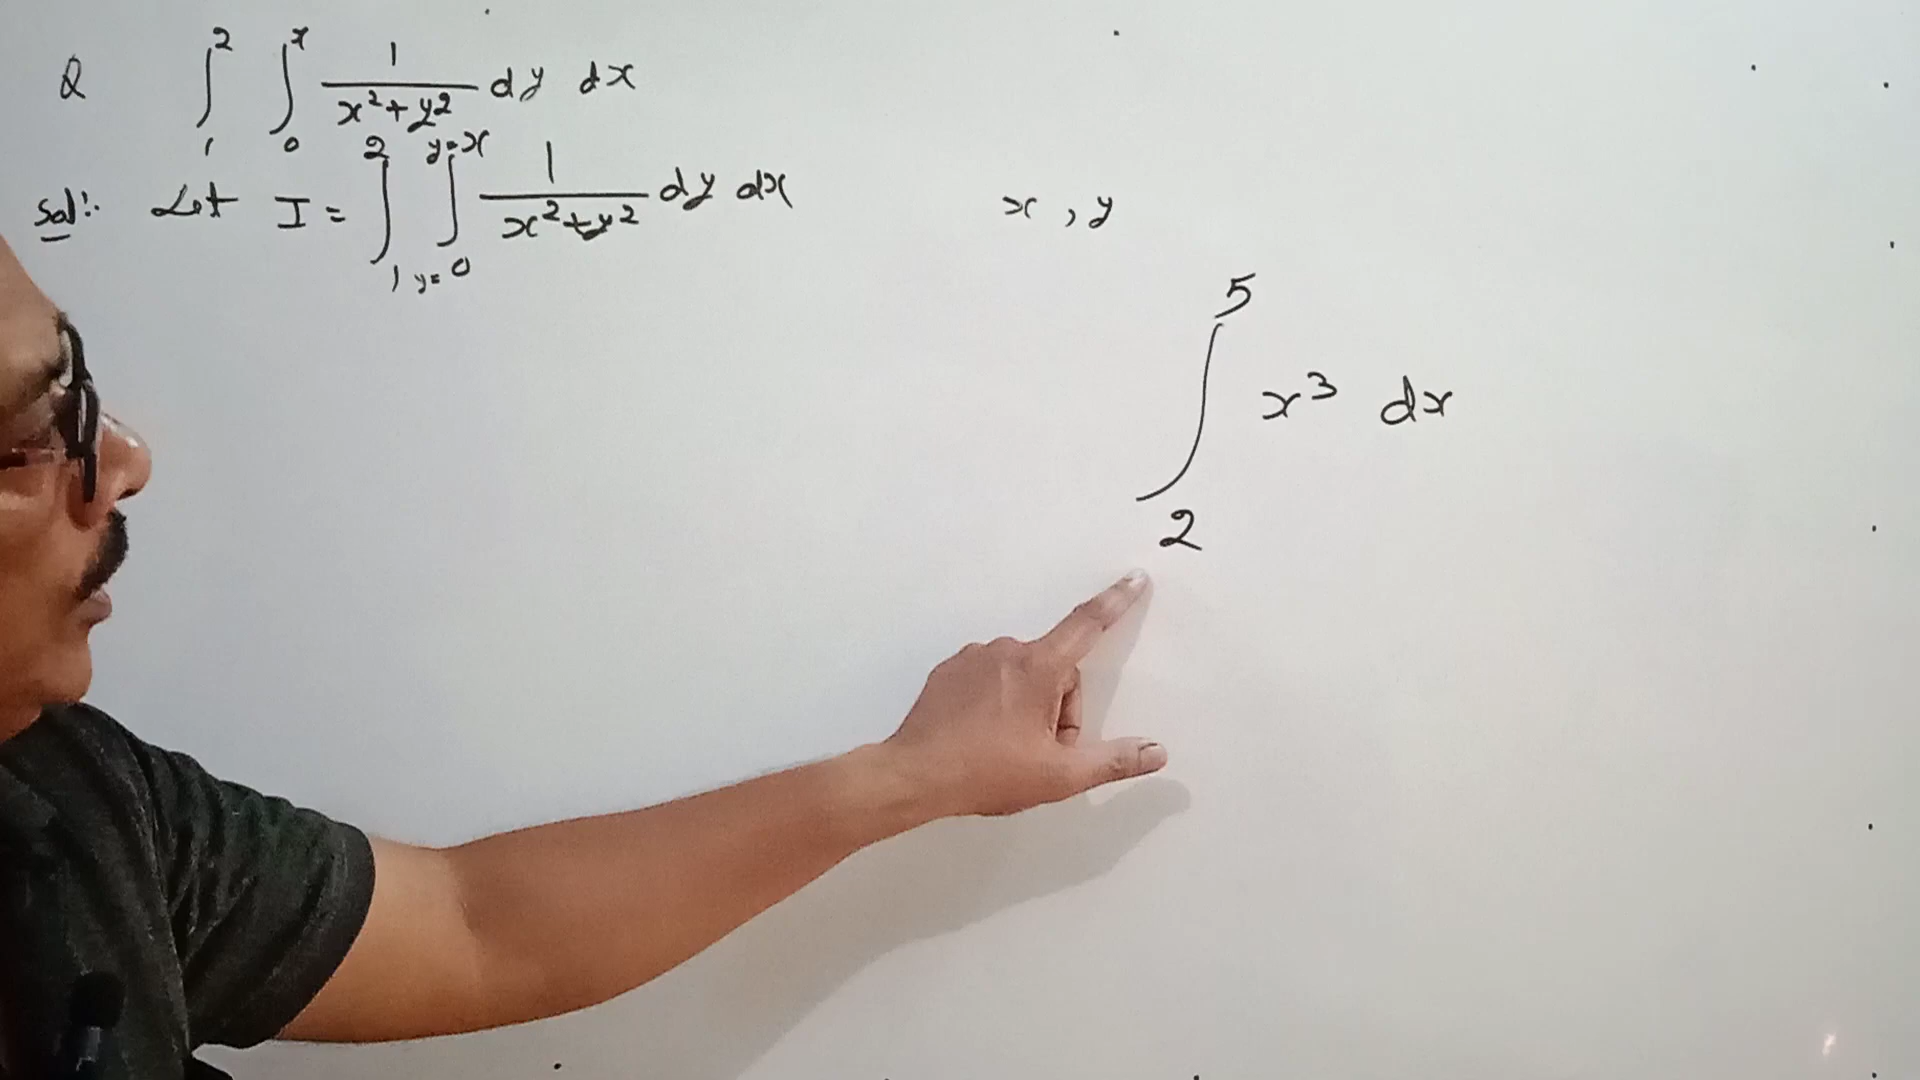 Q ∫₁² ∫₀ˣ 1/(x²+y²) dy dx
Sol:- Let I = ∫₁² ∫_{y=0}^{y=x} 1/(x²+y²) dy dx
x , y
∫₂⁵ x³ dx